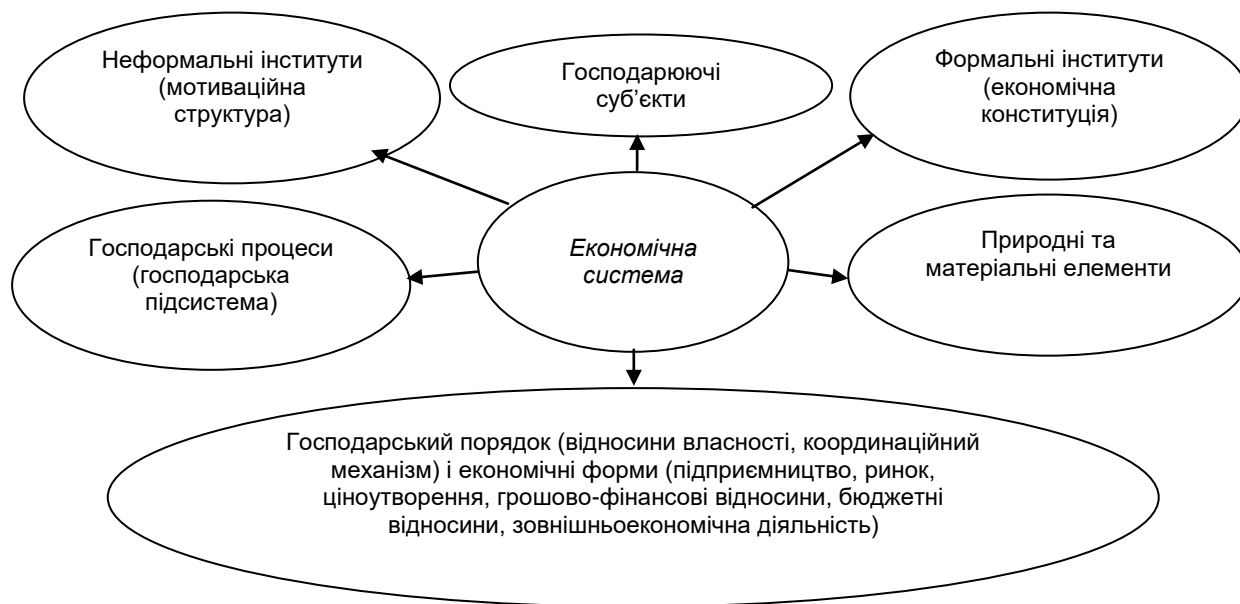 Неформальні інститути
(мотиваційна
структура)
Господарюючі
суб’єкти
Формальні інститути
(економічна
конституція)
Господарські процеси
(господарська
підсистема)
Економічна
система
Природні та
матеріальні елементи
Господарський порядок (відносини власності, координаційний
механізм) і економічні форми (підприємництво, ринок,
ціноутворення, грошово-фінансові відносини, бюджетні
відносини, зовнішньоекономічна діяльність)